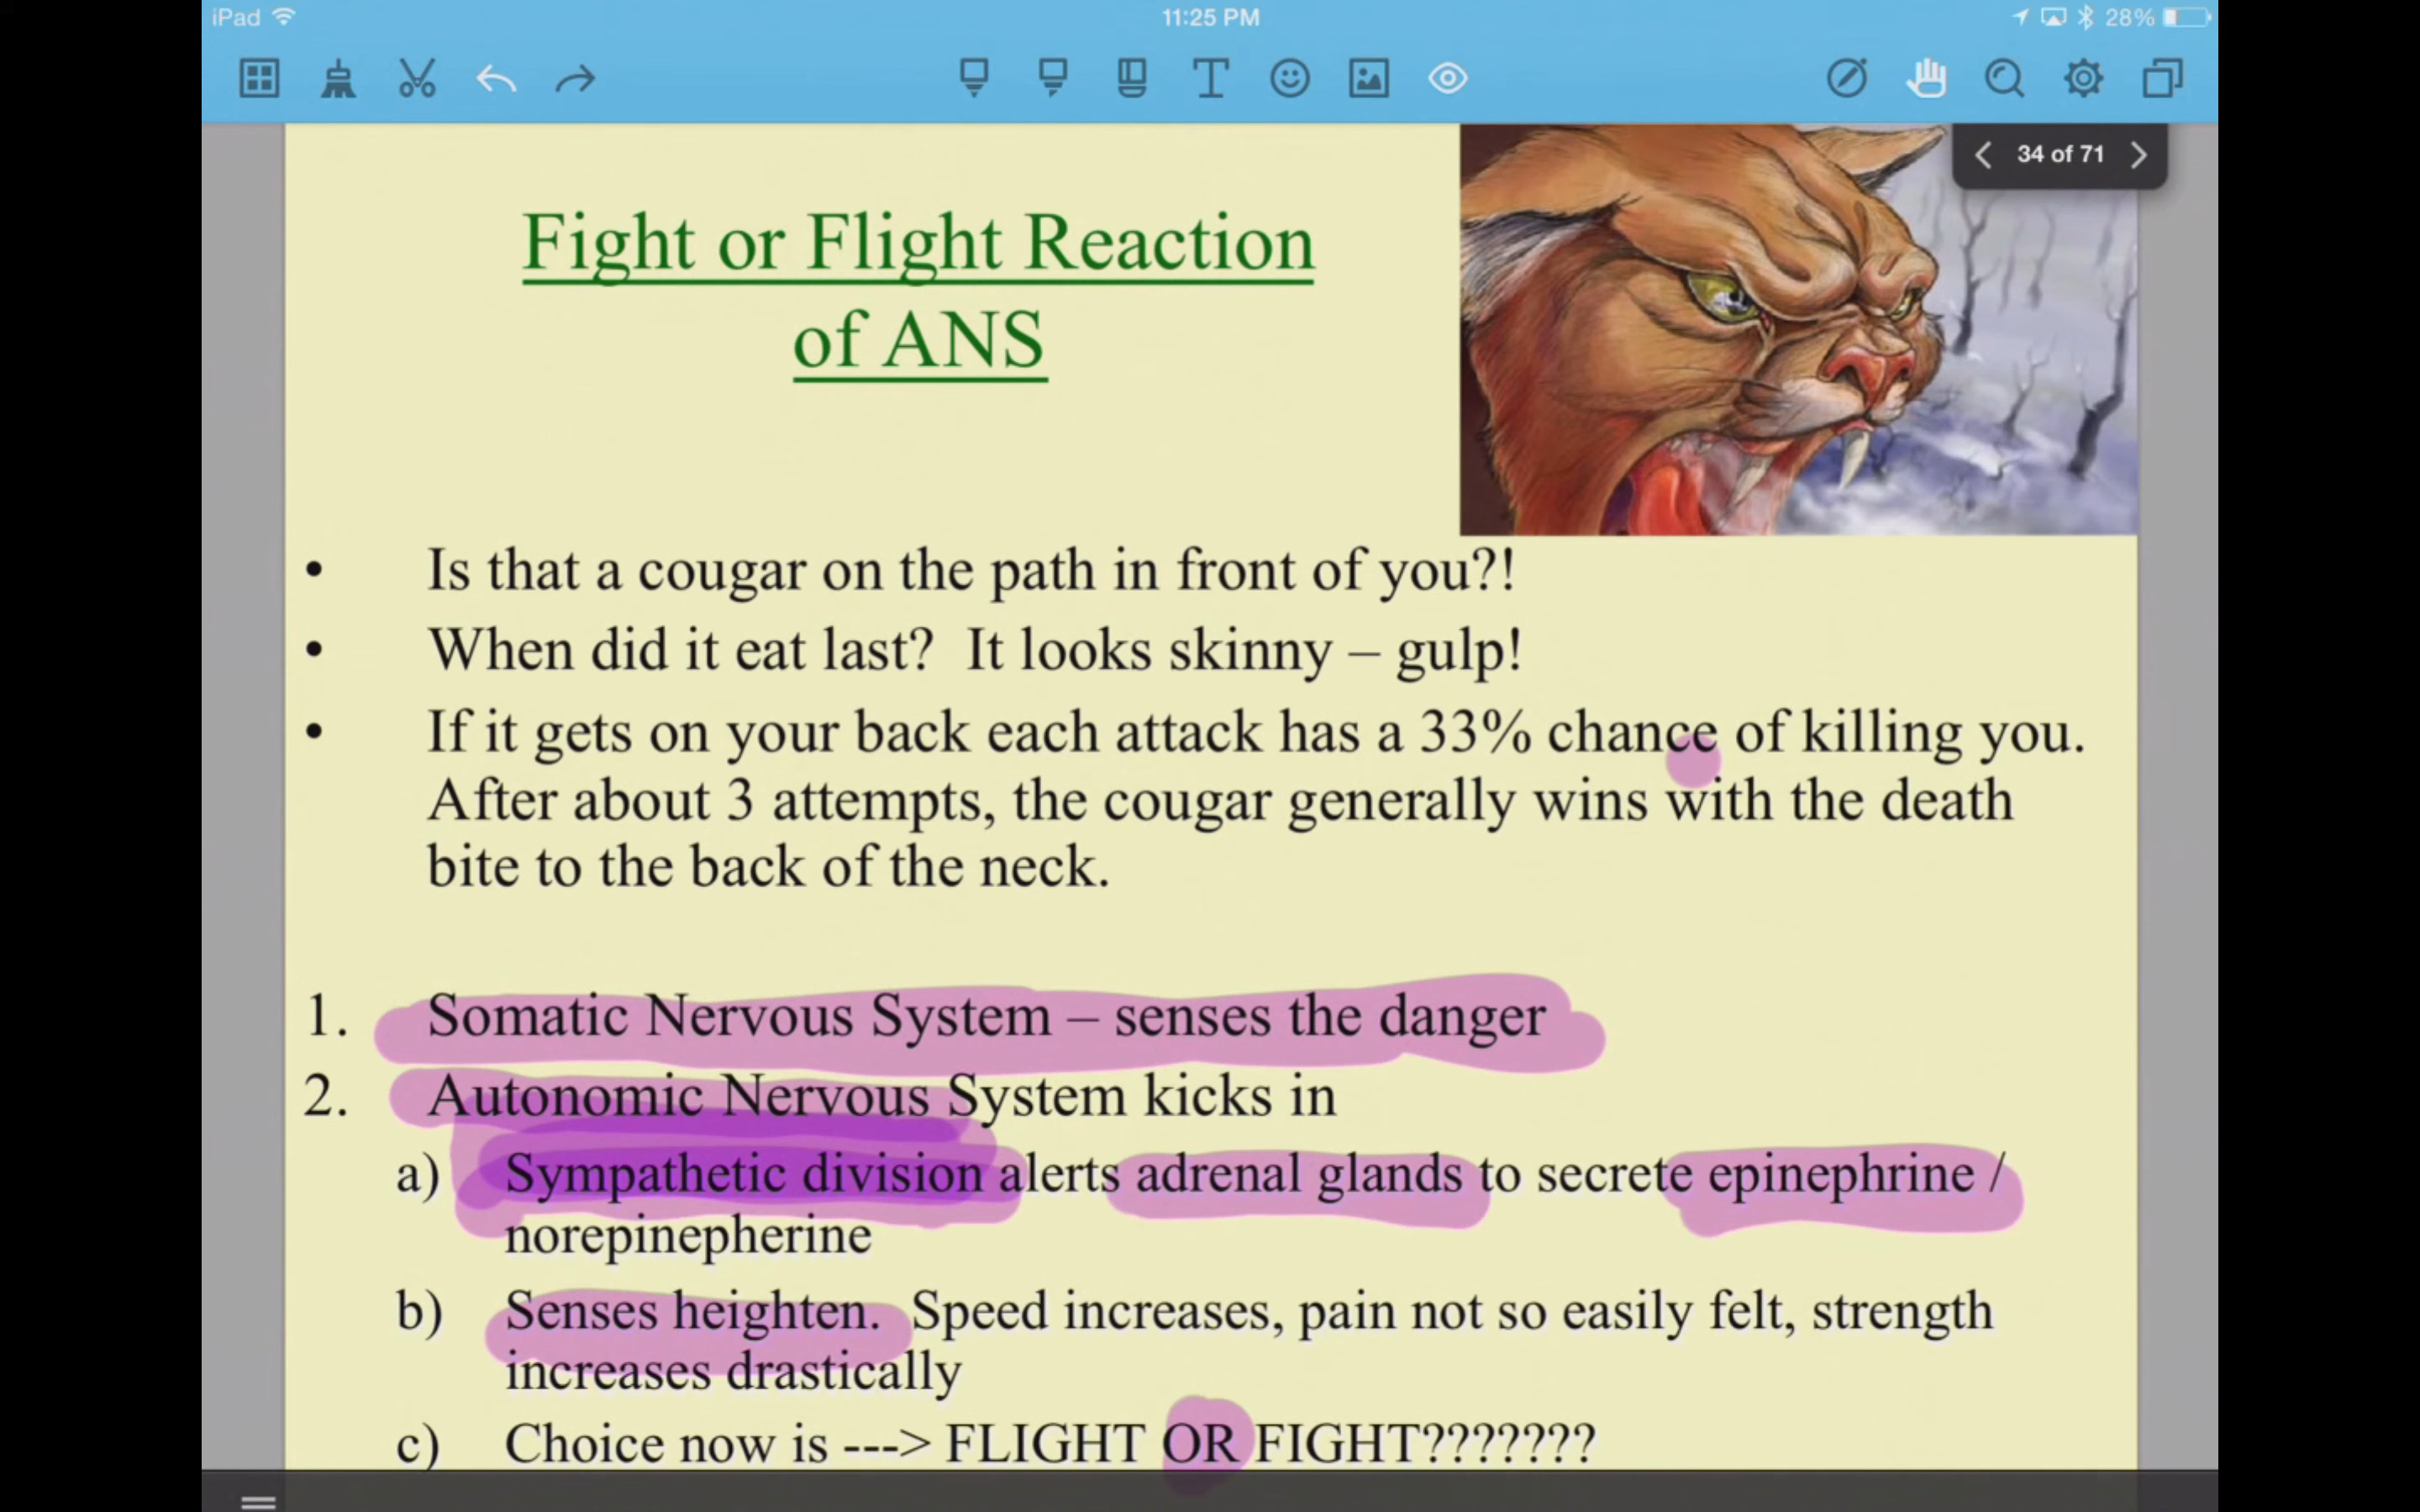 iPad 11:25 PM 28%
34 of 71
Fight or Flight Reaction
of ANS
• Is that a cougar on the path in front of you?!
• When did it eat last? It looks skinny – gulp!
• If it gets on your back each attack has a 33% chance of killing you.
After about 3 attempts, the cougar generally wins with the death
bite to the back of the neck.
1. Somatic Nervous System – senses the danger
2. Autonomic Nervous System kicks in
a) Sympathetic division alerts adrenal glands to secrete epinephrine /
norepinepherine
b) Senses heighten. Speed increases, pain not so easily felt, strength
increases drastically
c) Choice now is ---> FLIGHT OR FIGHT???????